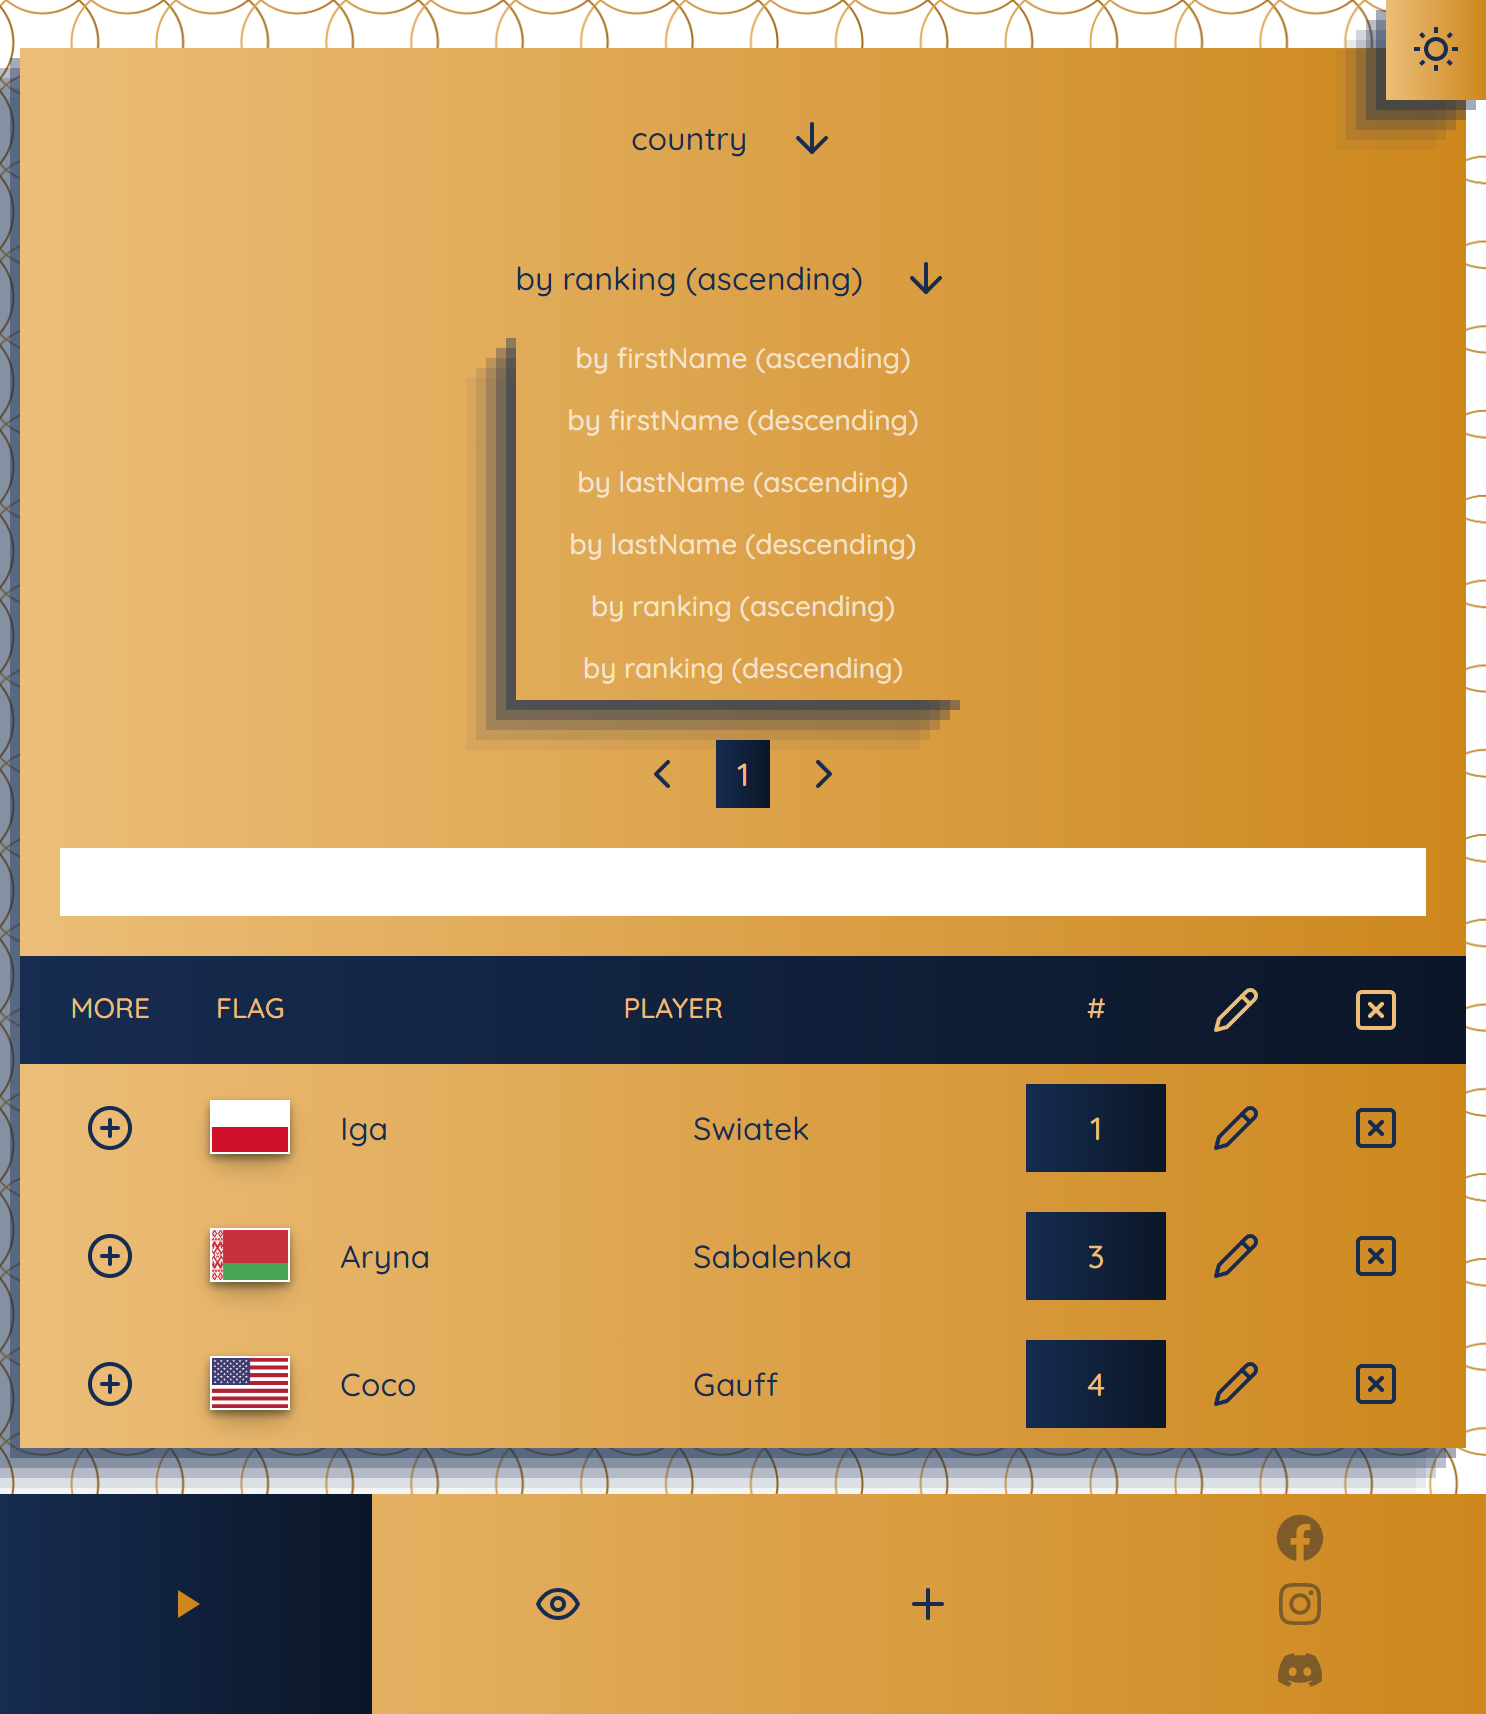 country
by ranking (ascending)
by firstName (ascending)
by firstName (descending)
by lastName (ascending)
by lastName (descending)
by ranking (ascending)
by ranking (descending)
1
MORE FLAG PLAYER #
Iga Swiatek 1
Aryna Sabalenka 3
Coco Gauff 4